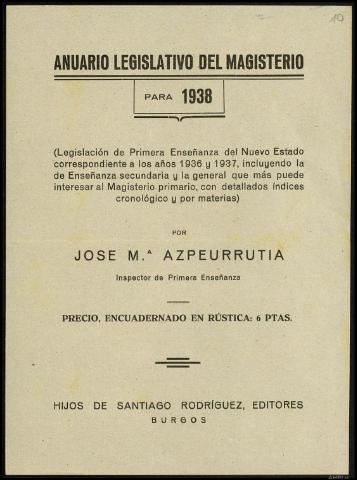 10
ANUARIO LEGISLATIVO DEL MAGISTERIO
PARA 1938
(Legislación de Primera Enseñanza del Nuevo Estado
correspondiente a los años 1936 y 1937, incluyendo la
de Enseñanza secundaria y la general que más puede
interesar al Magisterio primario, con detallados índices
cronológico y por materias)
POR
JOSE M.ª AZPEURRUTIA
Inspector de Primera Enseñanza
PRECIO, ENCUADERNADO EN RÚSTICA: 6 PTAS.
HIJOS DE SANTIAGO RODRÍGUEZ, EDITORES
BURGOS